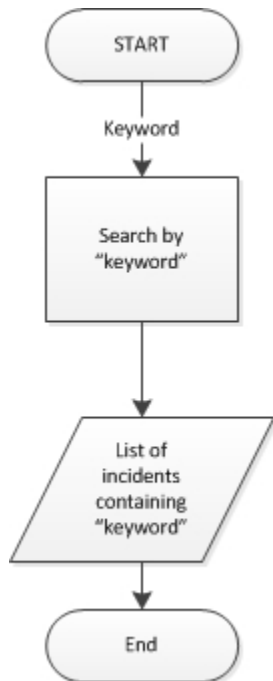 START
Keyword
Search by
“keyword”
List of
incidents
containing
“keyword”
End